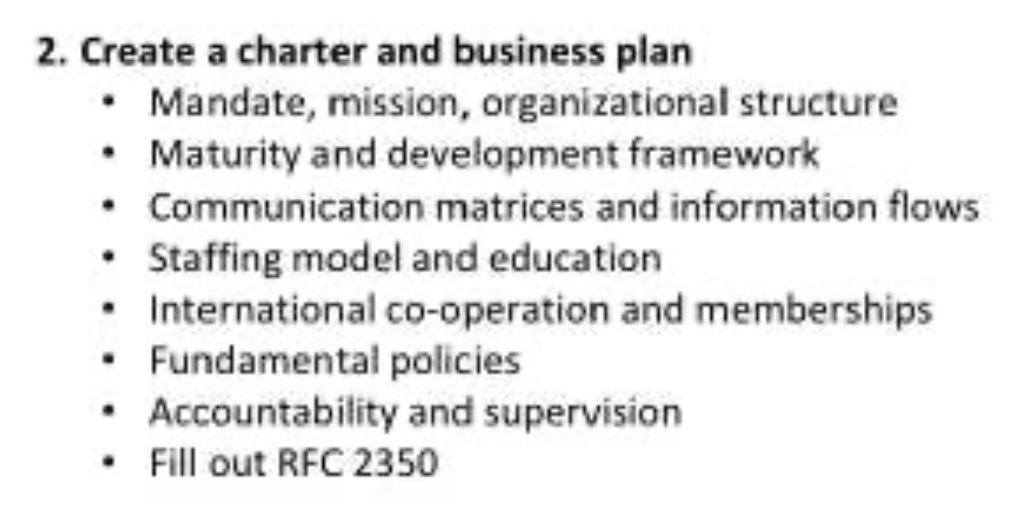 2. Create a charter and business plan
• Mandate, mission, organizational structure
• Maturity and development framework
• Communication matrices and information flows
• Staffing model and education
• International co-operation and memberships
• Fundamental policies
• Accountability and supervision
• Fill out RFC 2350